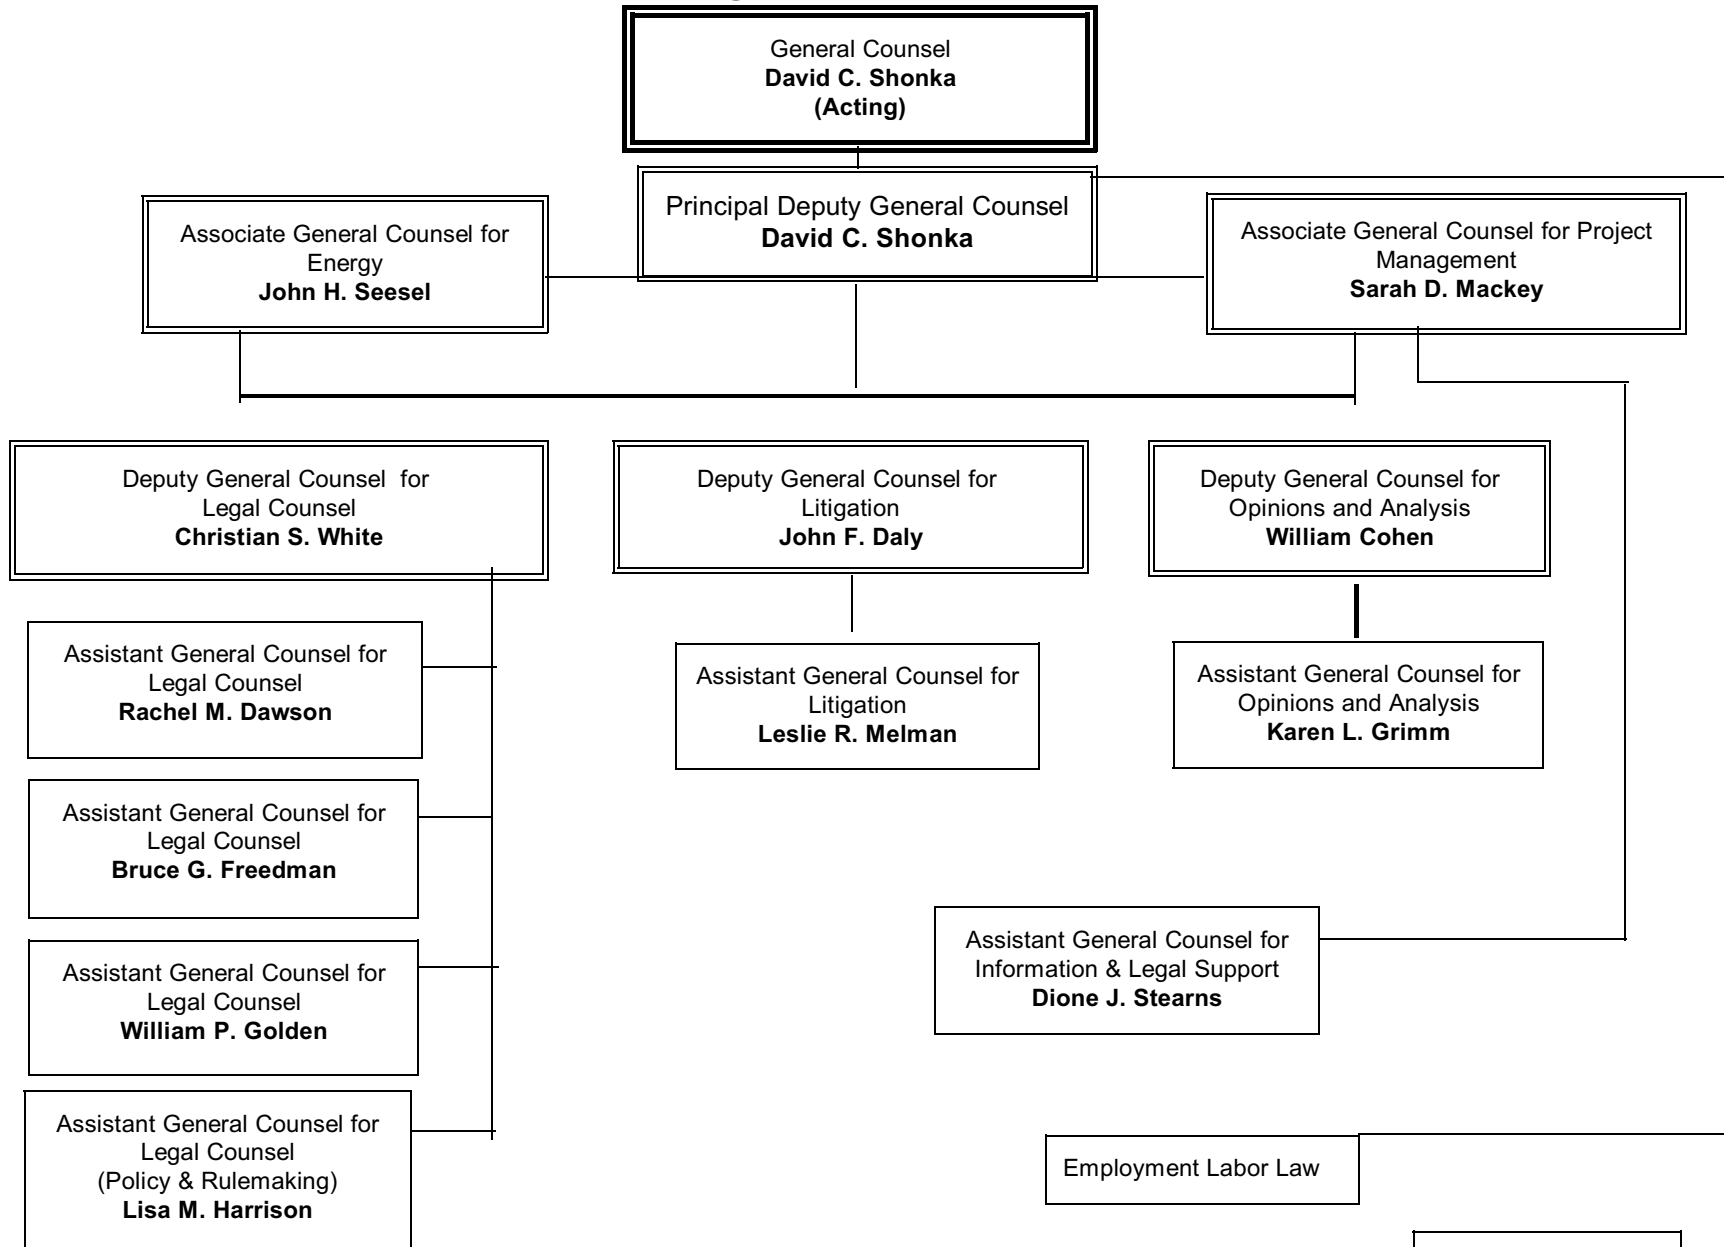 General Counsel
David C. Shonka
(Acting)
Principal Deputy General Counsel
David C. Shonka
Associate General Counsel for
Energy
John H. Seesel
Associate General Counsel for Project
Management
Sarah D. Mackey
Deputy General Counsel for
Legal Counsel
Christian S. White
Deputy General Counsel for
Litigation
John F. Daly
Deputy General Counsel for
Opinions and Analysis
William Cohen
Assistant General Counsel for
Legal Counsel
Rachel M. Dawson
Assistant General Counsel for
Litigation
Leslie R. Melman
Assistant General Counsel for
Opinions and Analysis
Karen L. Grimm
Assistant General Counsel for
Legal Counsel
Bruce G. Freedman
Assistant General Counsel for
Information & Legal Support
Dione J. Stearns
Assistant General Counsel for
Legal Counsel
William P. Golden
Assistant General Counsel for
Legal Counsel
(Policy & Rulemaking)
Lisa M. Harrison
Employment Labor Law